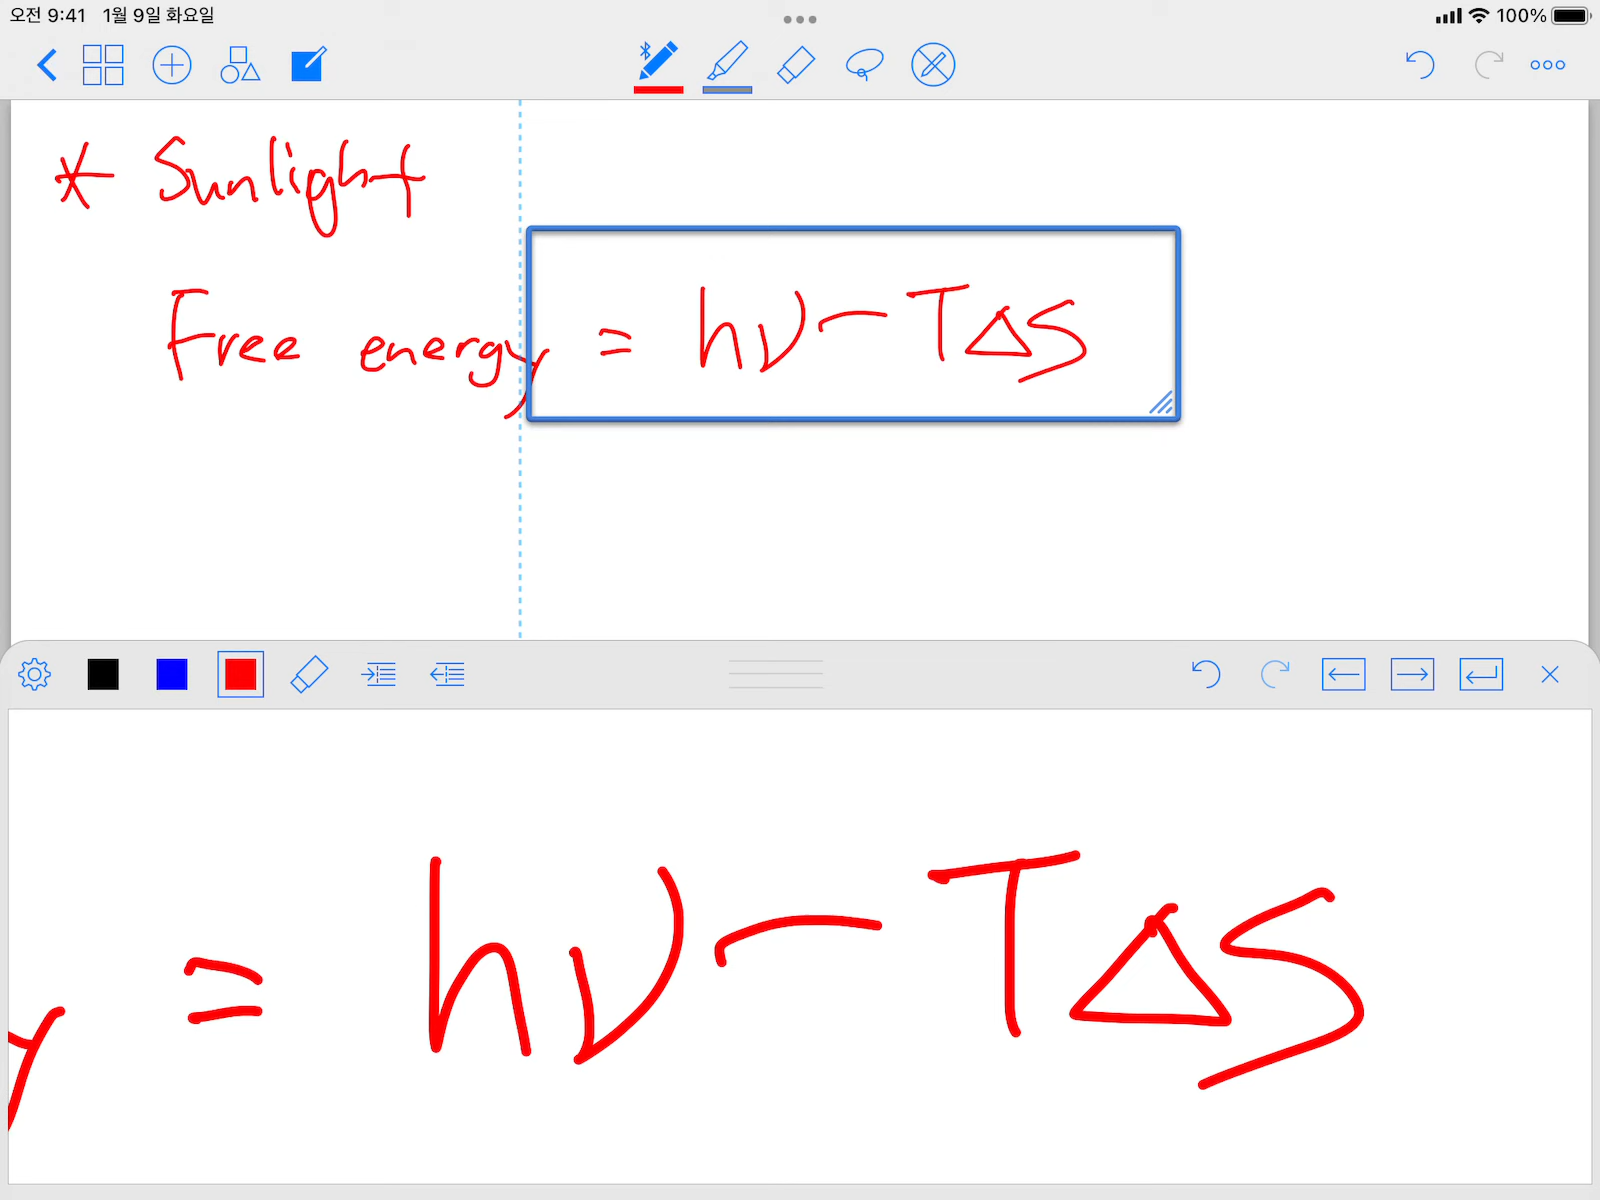 오전 9:41 1월 9일 화요일
100%
* Sunlight
Free energy = hν - TΔS
y = hν - TΔS